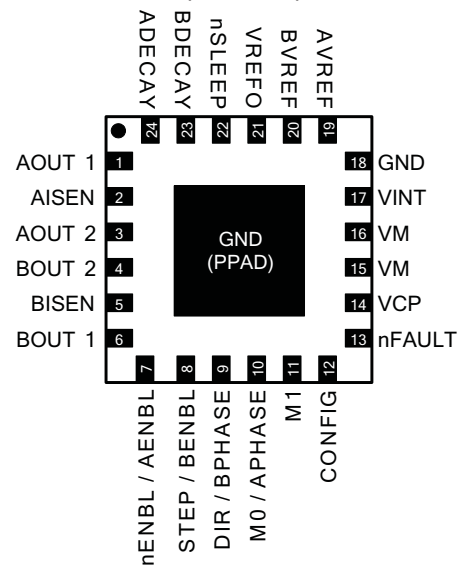 ADECAY
BDECAY
nSLEEP
VREFO
BVREF
AVREF
24
23
22
21
20
19
AOUT 1
1
18
GND
AISEN
2
17
VINT
AOUT 2
3
GND
(PPAD)
16
VM
BOUT 2
4
15
VM
BISEN
5
14
VCP
BOUT 1
6
13
nFAULT
7
8
9
10
11
12
nENBL / AENBL
STEP / BENBL
DIR / BPHASE
M0 / APHASE
M1
CONFIG